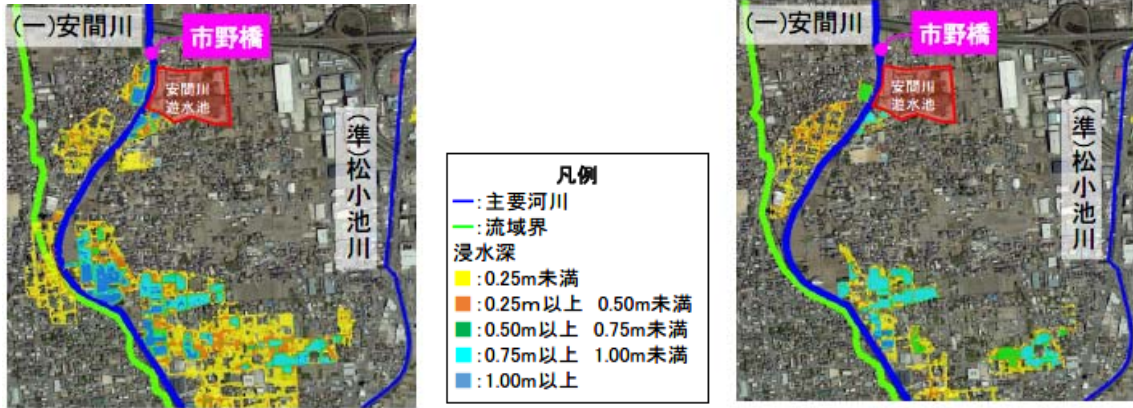 (一)安間川
市野橋
安間川
遊水池
(準)松小池川
凡例
:主要河川
:流域界
浸水深
:0.25m未満
:0.25m以上 0.50m未満
:0.50m以上 0.75m未満
:0.75m以上 1.00m未満
:1.00m以上
(一)安間川
市野橋
安間川
遊水池
(準)松小池川